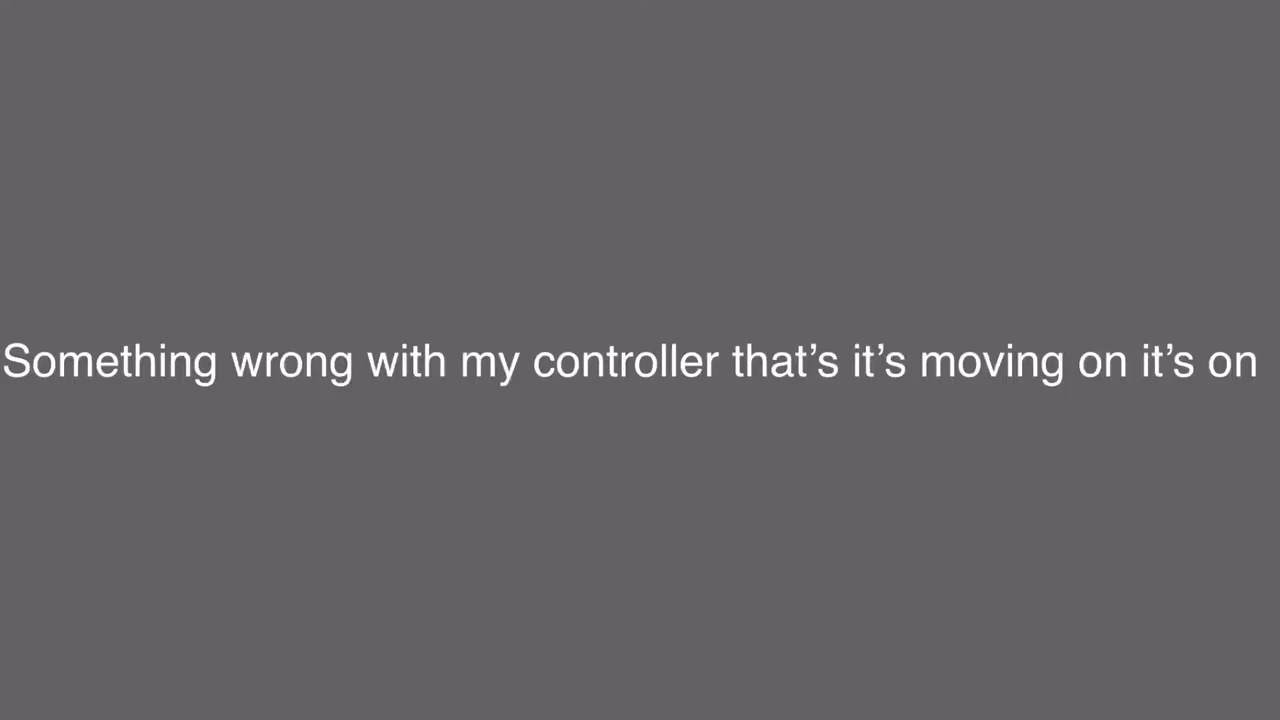 Something wrong with my controller that’s it’s moving on it’s on